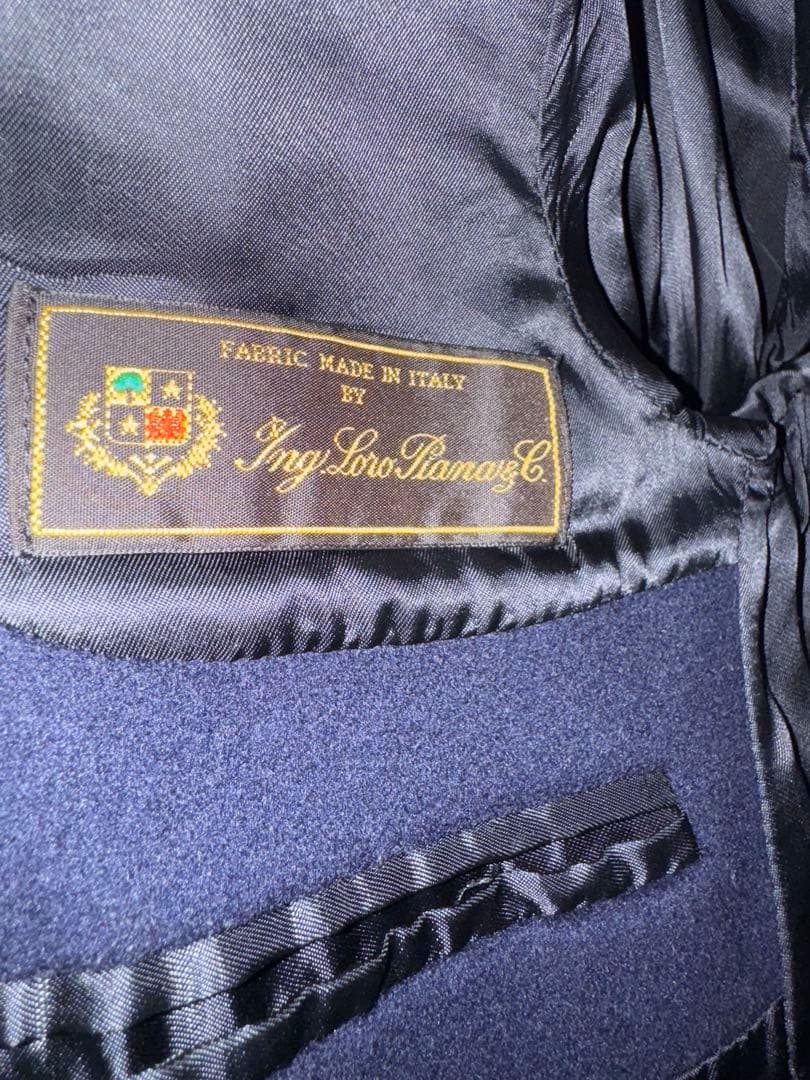 FABRIC MADE IN ITALY
BY
Ing. Loro Piana & C.